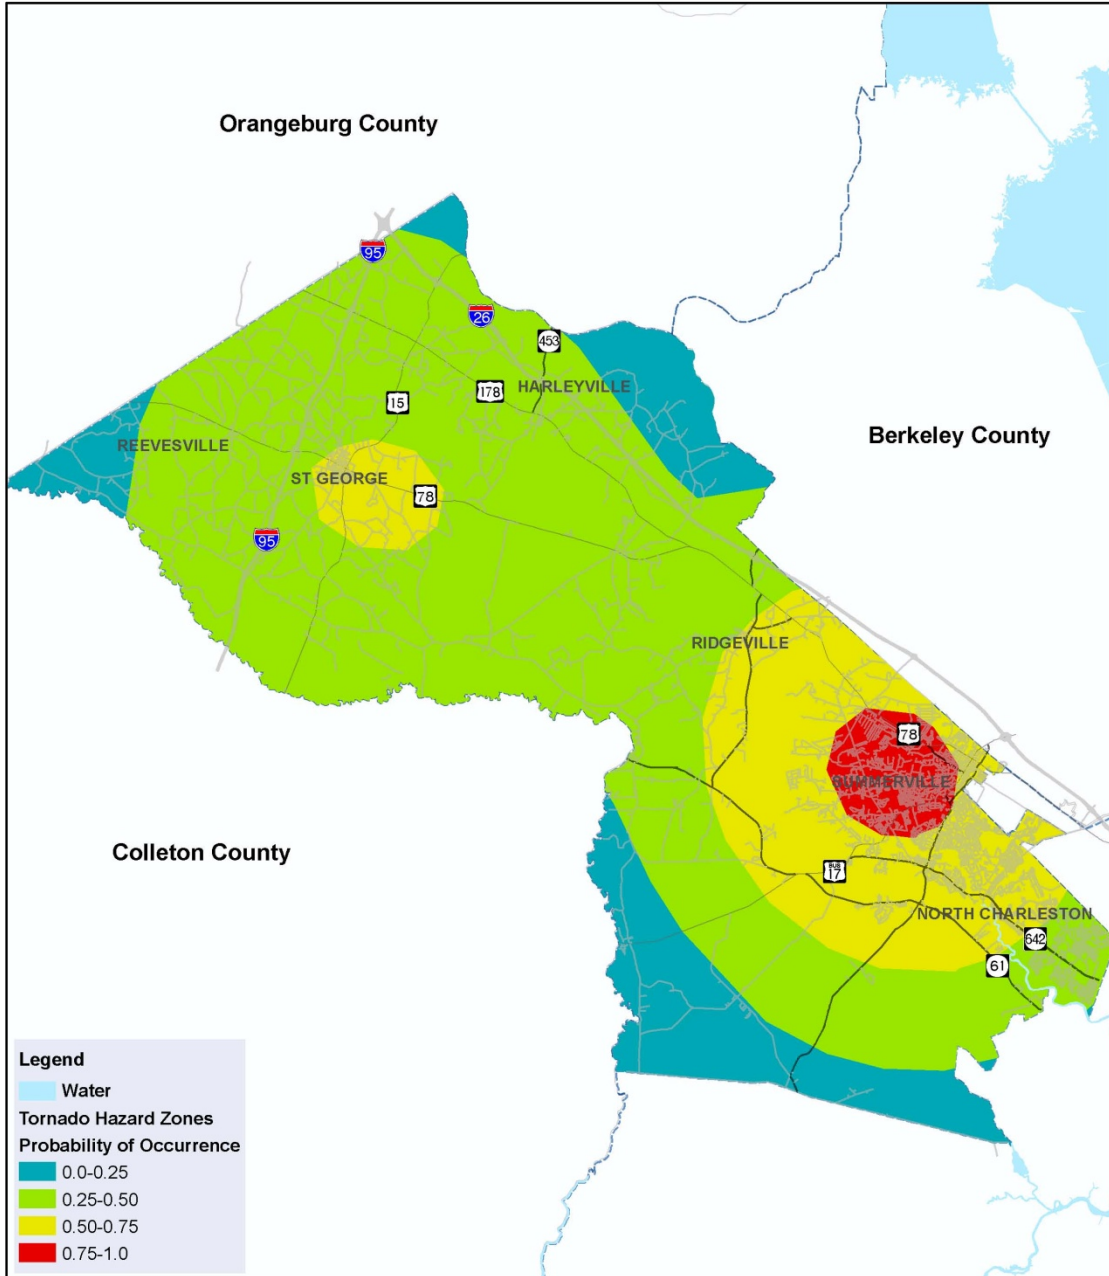 Orangeburg County
95
26
453
HARLEYVILLE
178
15
Berkeley County
REEVESVILLE
ST GEORGE
78
95
RIDGEVILLE
78
SUMMERVILLE
Colleton County
BUS
17
NORTH CHARLESTON
642
61
Legend
Water
Tornado Hazard Zones
Probability of Occurrence
0.0-0.25
0.25-0.50
0.50-0.75
0.75-1.0